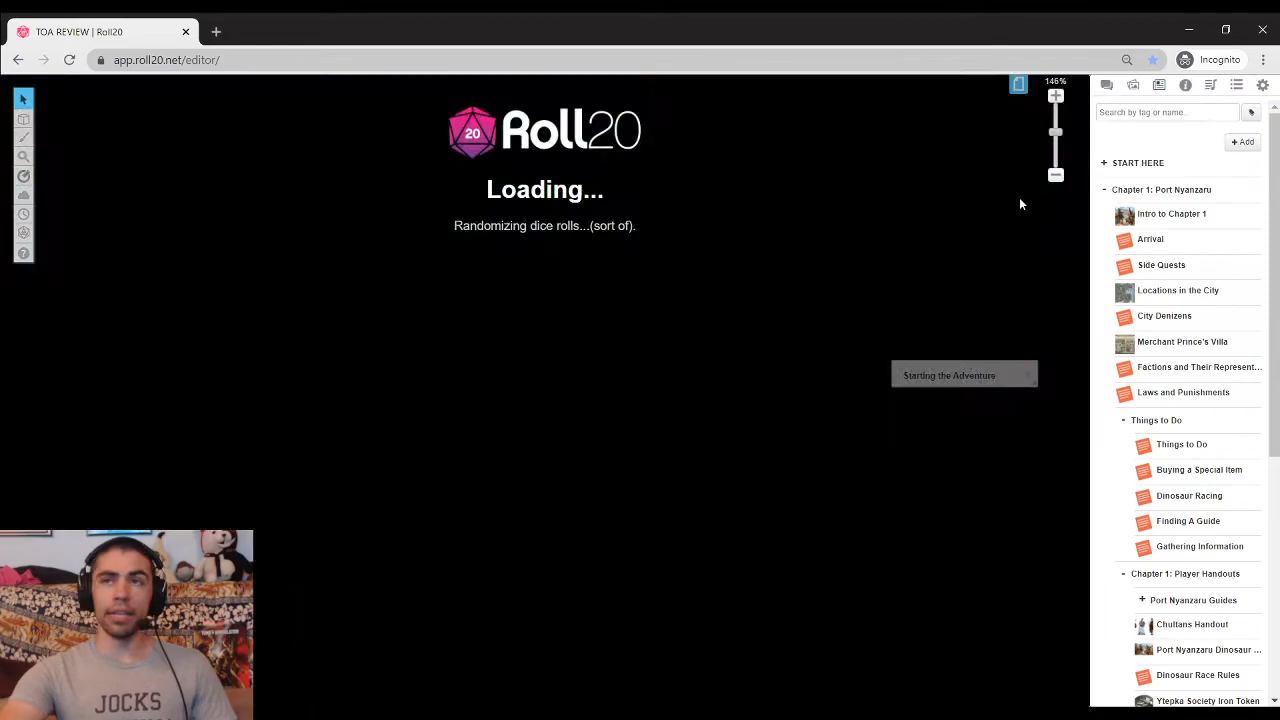 TOA REVIEW | Roll20
app.roll20.net/editor/
Incognito
146%
20
Roll20
Loading...
Randomizing dice rolls...(sort of).
Starting the Adventure
Search by tag or name...
+ Add
+ START HERE
- Chapter 1: Port Nyanzaru
Intro to Chapter 1
Arrival
Side Quests
Locations in the City
City Denizens
Merchant Prince's Villa
Factions and Their Represent...
Laws and Punishments
- Things to Do
Things to Do
Buying a Special Item
Dinosaur Racing
Finding A Guide
Gathering Information
- Chapter 1: Player Handouts
+ Port Nyanzaru Guides
Chultans Handout
Port Nyanzaru Dinosaur ...
Dinosaur Race Rules
Ytepka Society Iron Token
JOCKS